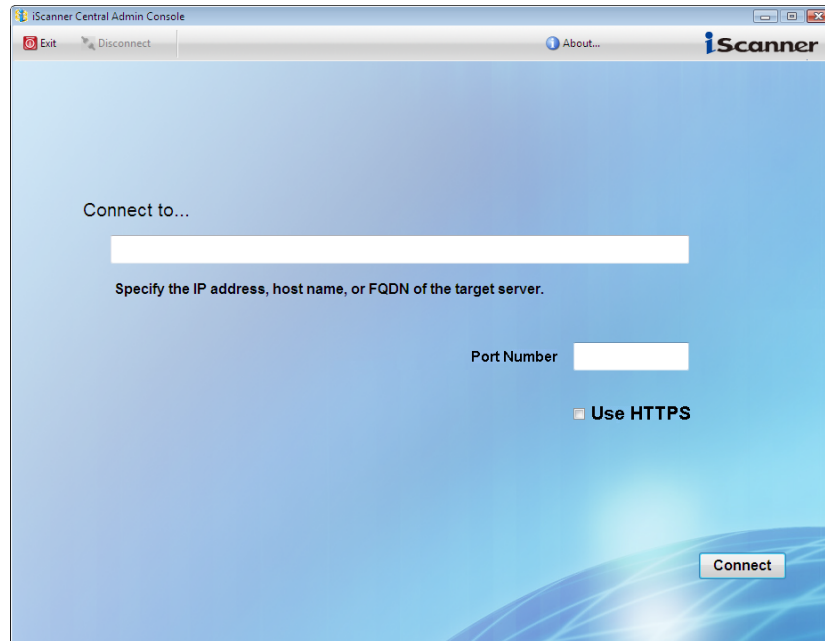 iScanner Central Admin Console
Exit Disconnect About... iScanner
Connect to...
Specify the IP address, host name, or FQDN of the target server.
Port Number
Use HTTPS
Connect